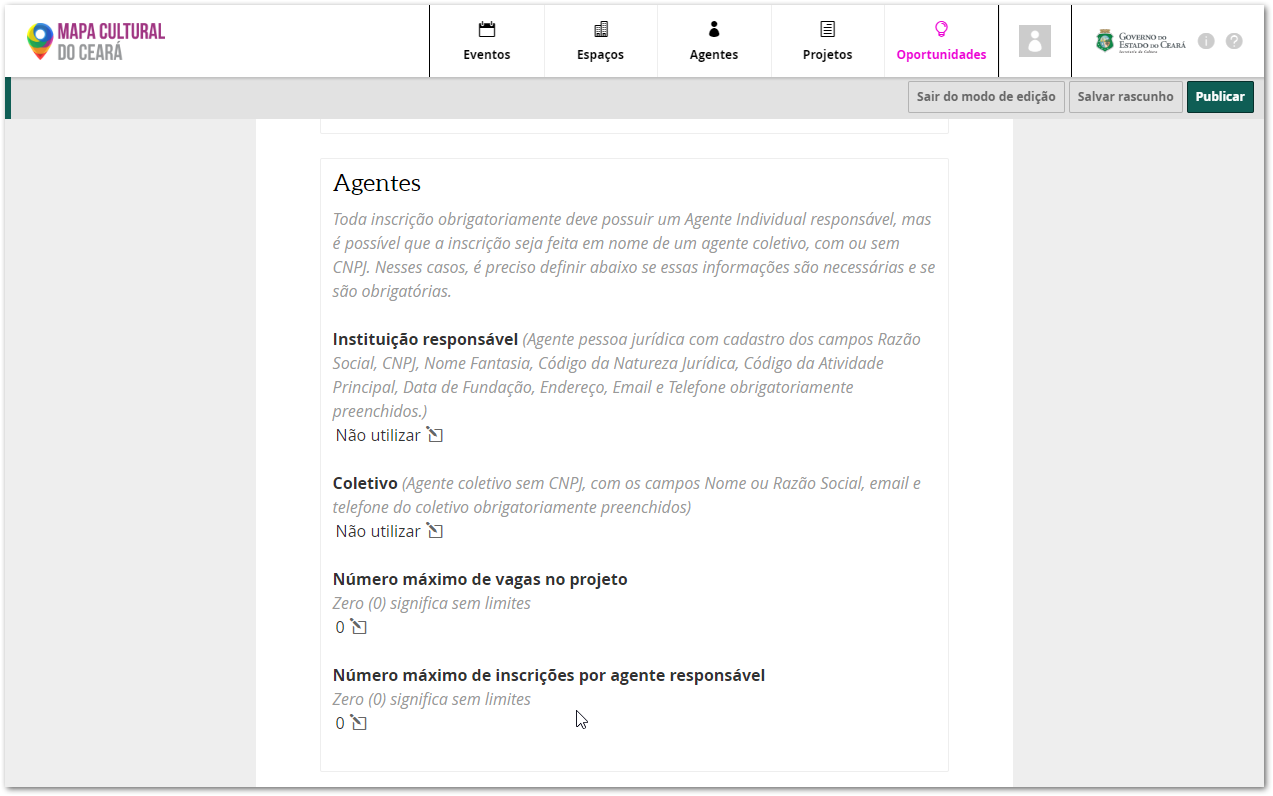 MAPA CULTURAL
DO CEARÁ
Eventos
Espaços
Agentes
Projetos
Oportunidades
GOVERNO DO
ESTADO DO CEARÁ
Secretaria da Cultura
i
?
Sair do modo de edição
Salvar rascunho
Publicar
Agentes
Toda inscrição obrigatoriamente deve possuir um Agente Individual responsável, mas
é possível que a inscrição seja feita em nome de um agente coletivo, com ou sem
CNPJ. Nesses casos, é preciso definir abaixo se essas informações são necessárias e se
são obrigatórias.
Instituição responsável (Agente pessoa jurídica com cadastro dos campos Razão
Social, CNPJ, Nome Fantasia, Código da Natureza Jurídica, Código da Atividade
Principal, Data de Fundação, Endereço, Email e Telefone obrigatoriamente
preenchidos.)
Não utilizar
Coletivo (Agente coletivo sem CNPJ, com os campos Nome ou Razão Social, email e
telefone do coletivo obrigatoriamente preenchidos)
Não utilizar
Número máximo de vagas no projeto
Zero (0) significa sem limites
0
Número máximo de inscrições por agente responsável
Zero (0) significa sem limites
0